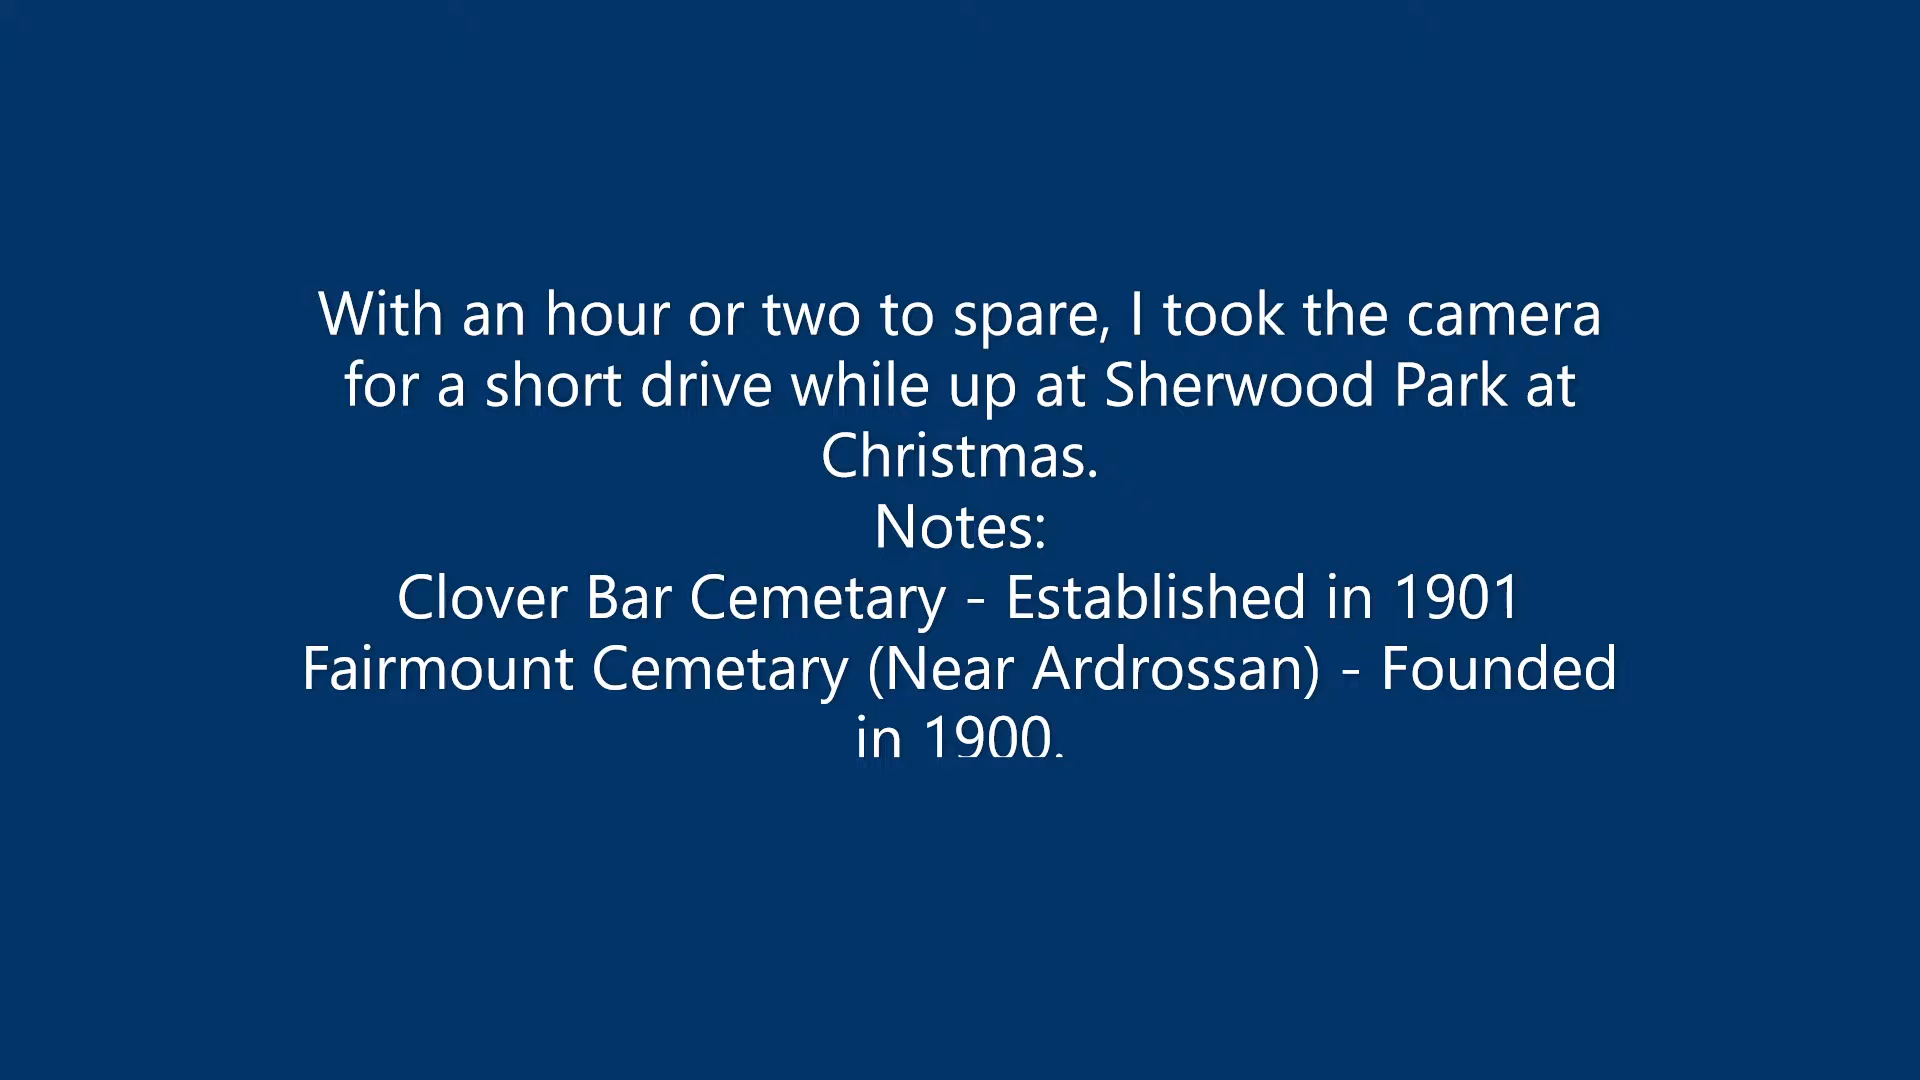 With an hour or two to spare, I took the camera
for a short drive while up at Sherwood Park at
Christmas.
Notes:
Clover Bar Cemetary - Established in 1901
Fairmount Cemetary (Near Ardrossan) - Founded
in 1900.